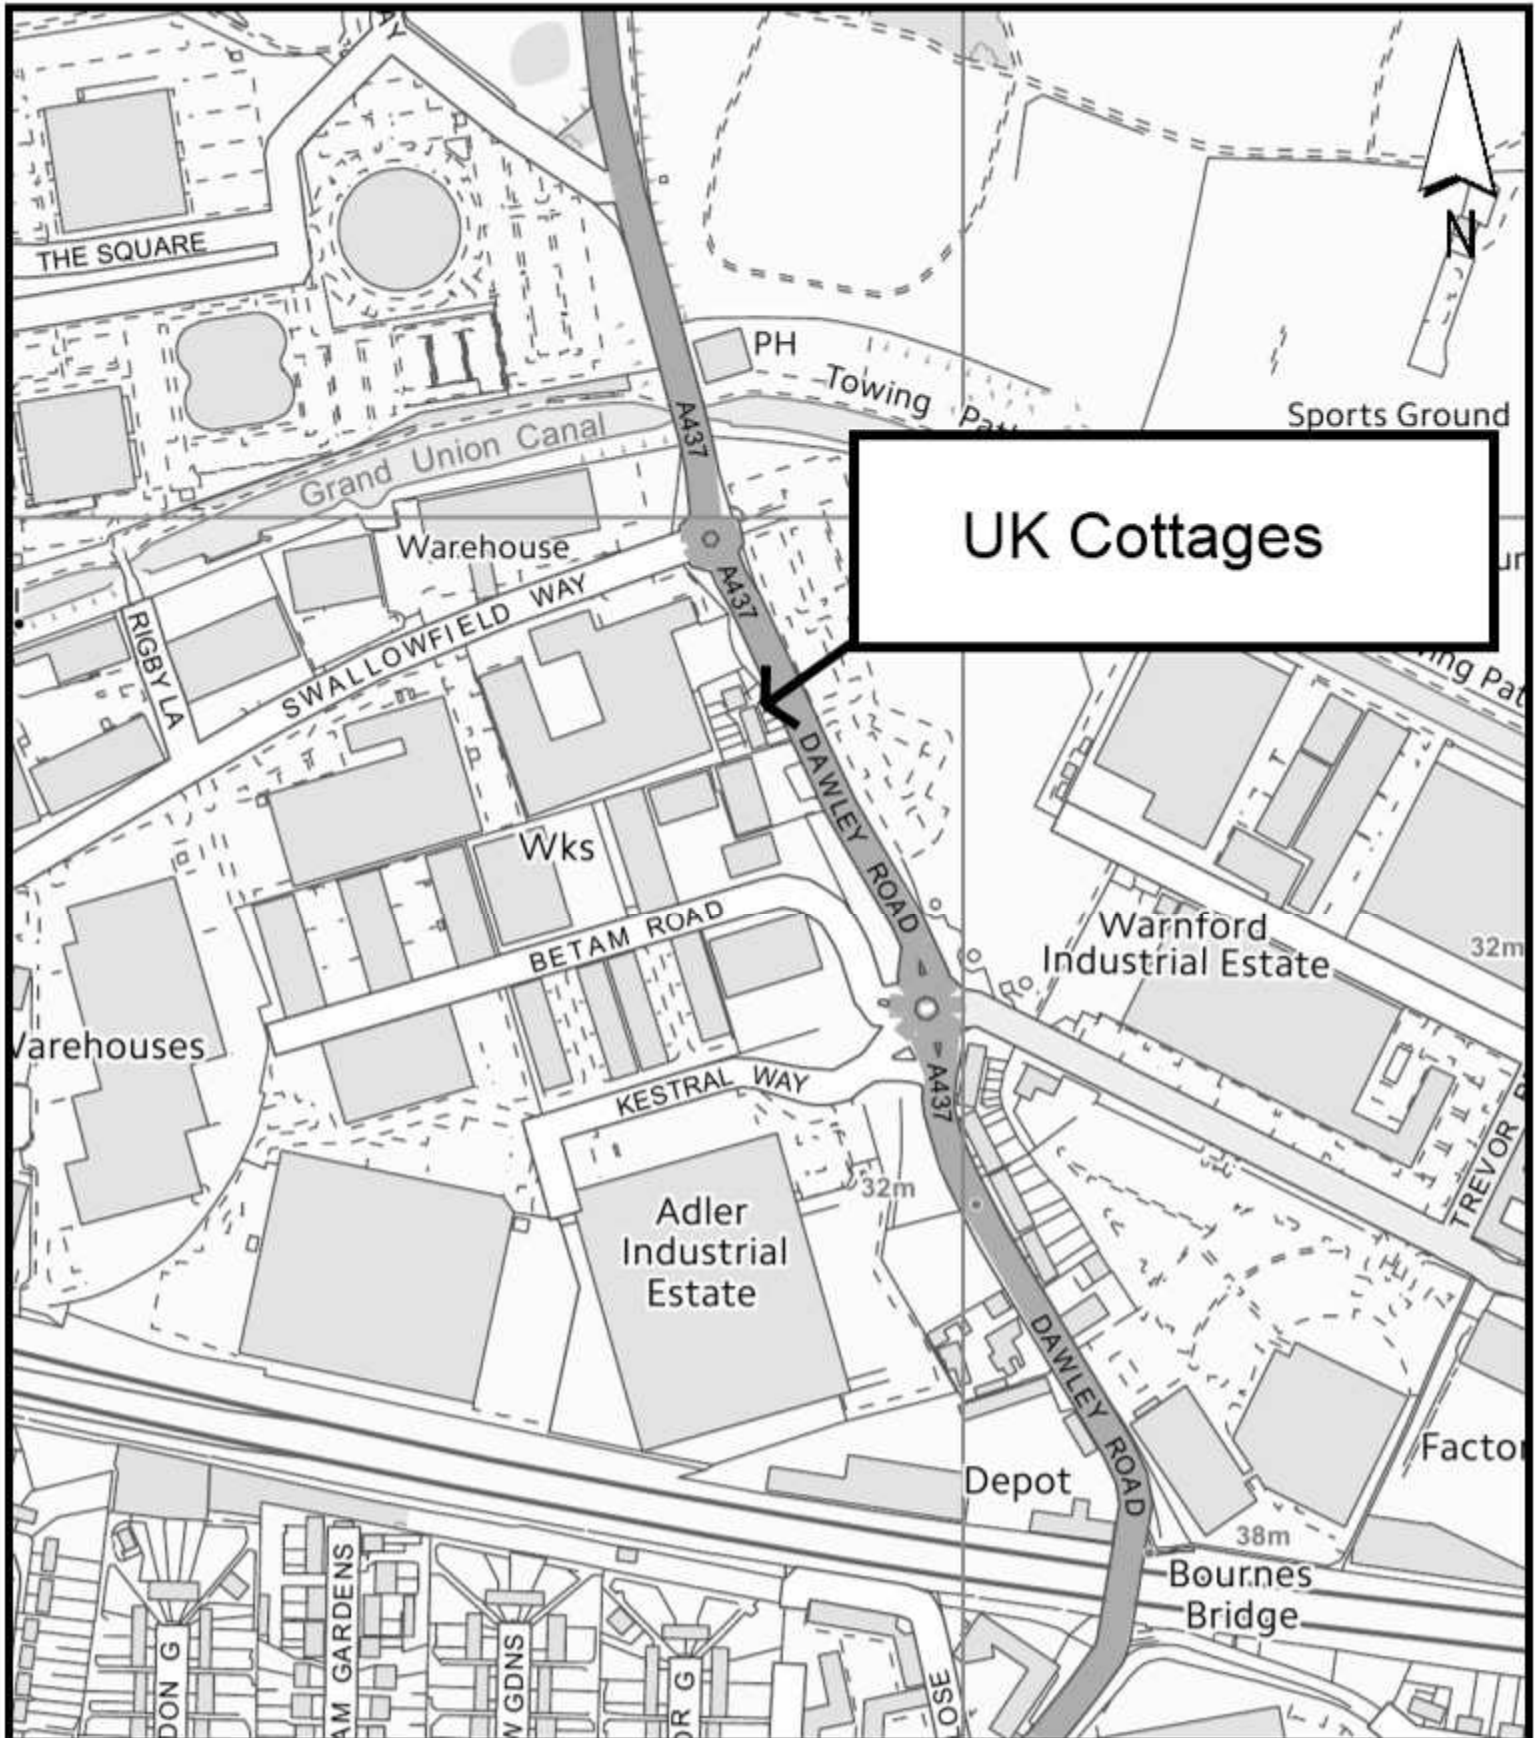 THE SQUARE
N
PH
Towing
Sports Ground
A437
Grand Union Canal
UK Cottages
Warehouse
A437
SWALLOWFIELD WAY
RIGBY LA
DAWLEY ROAD
Wks
BETAM ROAD
Warnford
Industrial Estate
32m
KESTRAL WAY
A437
TREVOR
32m
Adler
Industrial
Estate
DAWLEY ROAD
Depot
38m
Bournes
Bridge
GARDENS
GDNS